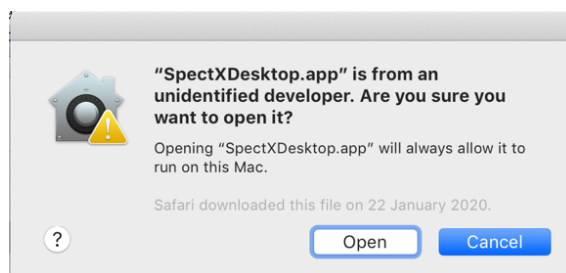 “SpectXDesktop.app” is from an
unidentified developer. Are you sure you
want to open it?
Opening “SpectXDesktop.app” will always allow it to
run on this Mac.
Safari downloaded this file on 22 January 2020.
?
Open
Cancel